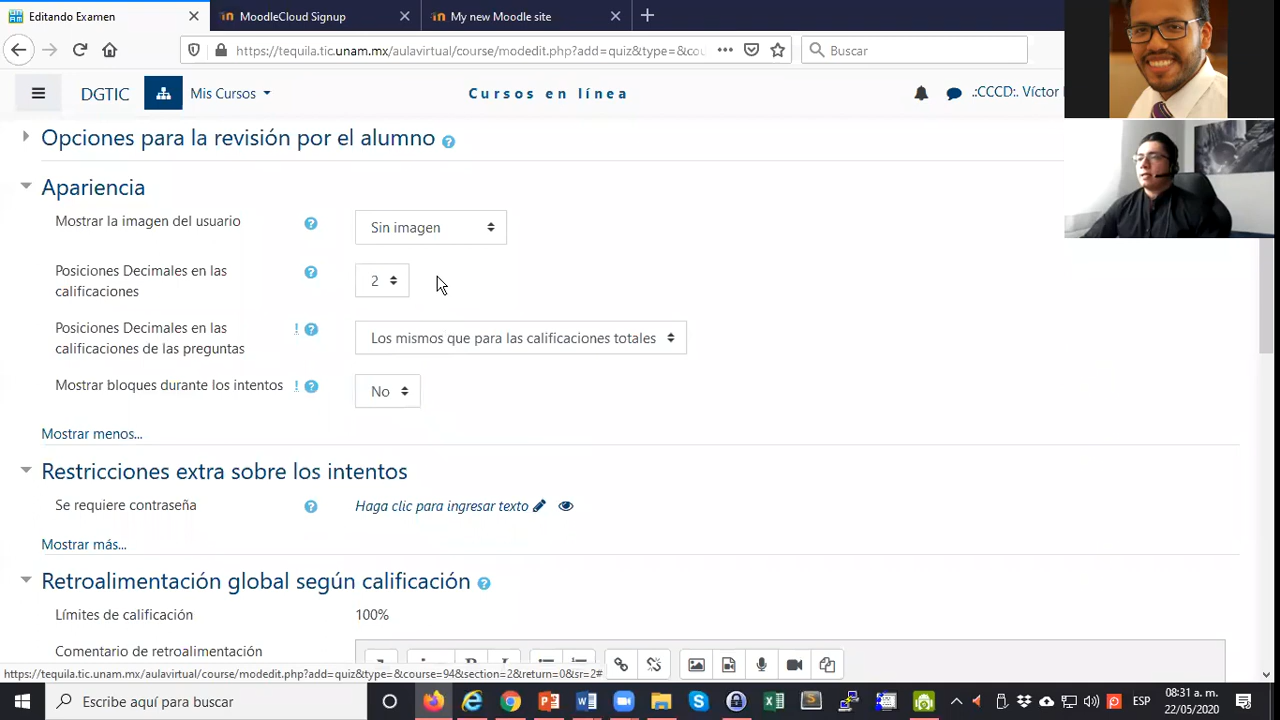 Editando Examen
MoodleCloud Signup
My new Moodle site
https://tequila.tic.unam.mx/aulavirtual/course/modedit.php?add=quiz&type=&cou
Buscar
DGTIC
Mis Cursos
Cursos en línea
.:CCCD:. Víctor
Opciones para la revisión por el alumno
Apariencia
Mostrar la imagen del usuario
Sin imagen
Posiciones Decimales en las
calificaciones
2
Posiciones Decimales en las
calificaciones de las preguntas
Los mismos que para las calificaciones totales
Mostrar bloques durante los intentos
No
Mostrar menos...
Restricciones extra sobre los intentos
Se requiere contraseña
Haga clic para ingresar texto
Mostrar más...
Retroalimentación global según calificación
Límites de calificación
100%
Comentario de retroalimentación
https://tequila.tic.unam.mx/aulavirtual/course/modedit.php?add=quiz&type=&course=94&section=2&return=0&sr=2#
Escribe aquí para buscar
ESP
08:31 a. m.
22/05/2020